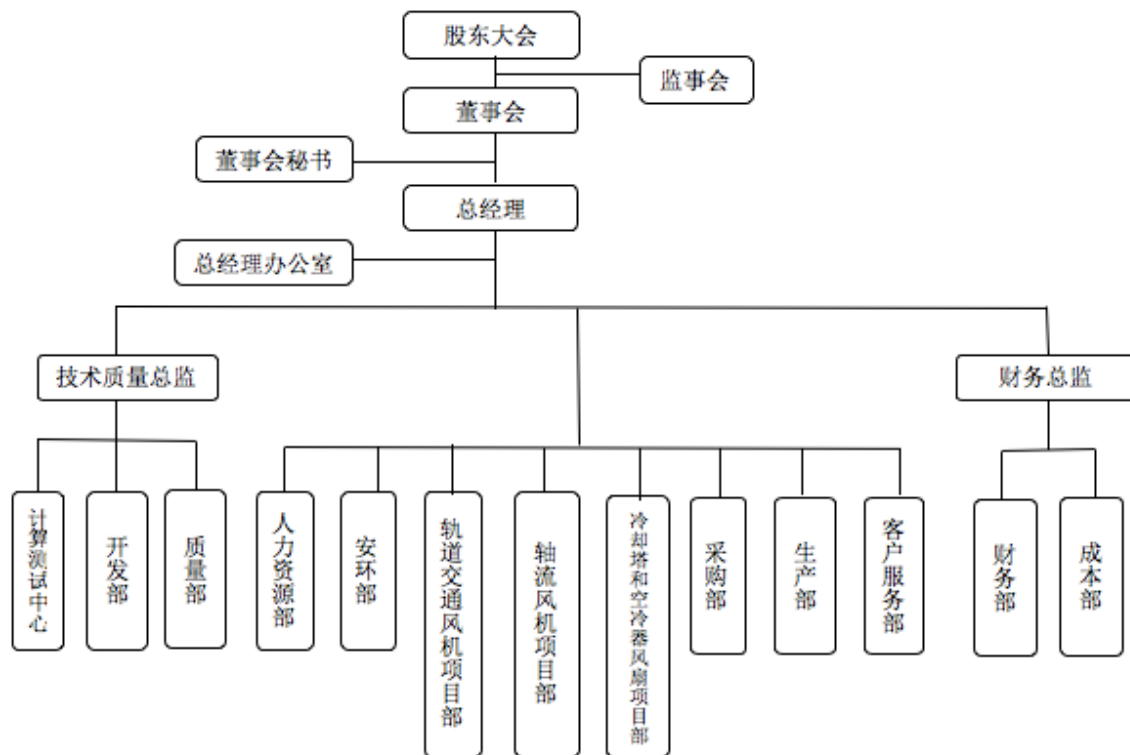 股东大会
监事会
董事会
董事会秘书
总经理
总经理办公室
技术质量总监
财务总监
计算测试中心
开发部
质量部
人力资源部
安环部
轨道交通风机项目部
轴流风机项目部
冷却塔和空冷器风扇项目部
采购部
生产部
客户服务部
财务部
成本部